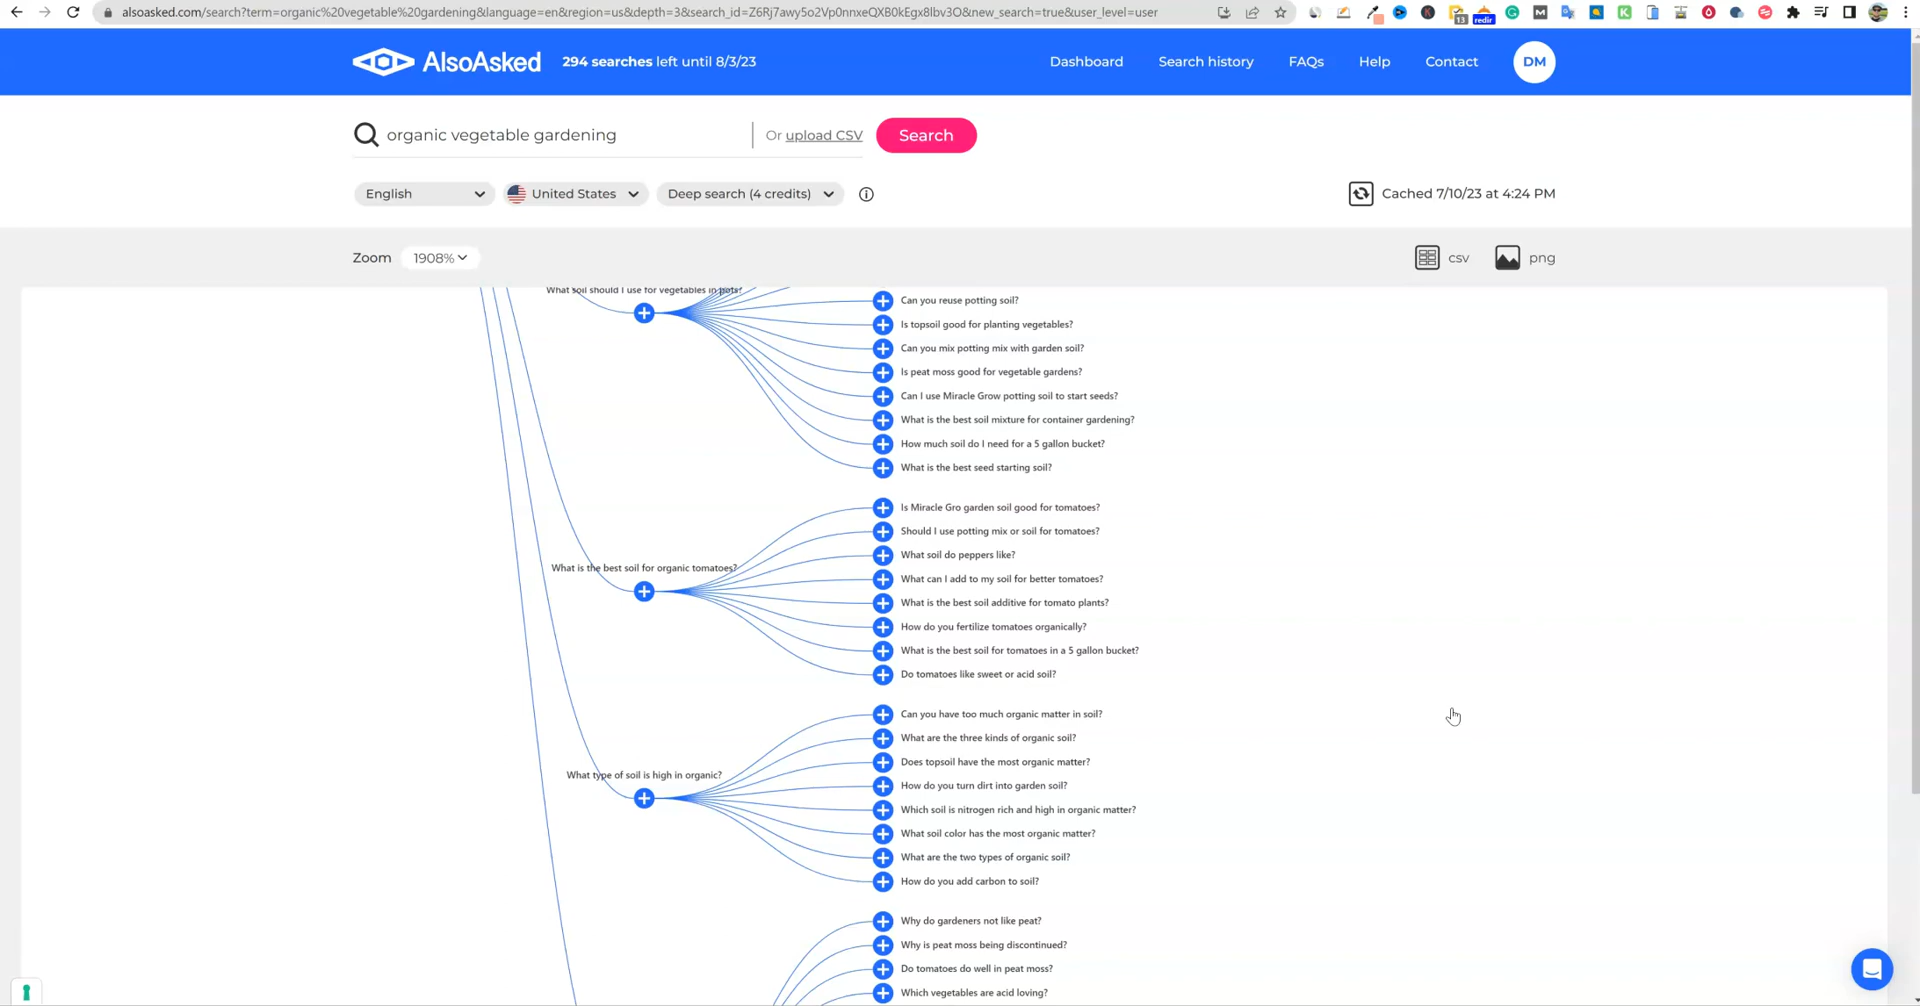 alsoasked.com/search?term=organic%20vegetable%20gardening&language=en&region=us&depth=3&search_id=Z6Rj7awy5o2Vp0nnxeQXB0kEgx8lbv3O&new_search=true&user_level=user
13
redir
AlsoAsked
294 searches left until 8/3/23
Dashboard
Search history
FAQs
Help
Contact
DM
organic vegetable gardening
Or upload CSV
Search
English
United States
Deep search (4 credits)
Cached 7/10/23 at 4:24 PM
Zoom
1908%
csv
png
What soil should I use for vegetables in pots?
Can you reuse potting soil?
Is topsoil good for planting vegetables?
Can you mix potting mix with garden soil?
Is peat moss good for vegetable gardens?
Can I use Miracle Grow potting soil to start seeds?
What is the best soil mixture for container gardening?
How much soil do I need for a 5 gallon bucket?
What is the best seed starting soil?
What is the best soil for organic tomatoes?
Is Miracle Gro garden soil good for tomatoes?
Should I use potting mix or soil for tomatoes?
What soil do peppers like?
What can I add to my soil for better tomatoes?
What is the best soil additive for tomato plants?
How do you fertilize tomatoes organically?
What is the best soil for tomatoes in a 5 gallon bucket?
Do tomatoes like sweet or acid soil?
What type of soil is high in organic?
Can you have too much organic matter in soil?
What are the three kinds of organic soil?
Does topsoil have the most organic matter?
How do you turn dirt into garden soil?
Which soil is nitrogen rich and high in organic matter?
What soil color has the most organic matter?
What are the two types of organic soil?
How do you add carbon to soil?
Why do gardeners not like peat?
Why is peat moss being discontinued?
Do tomatoes do well in peat moss?
Which vegetables are acid loving?